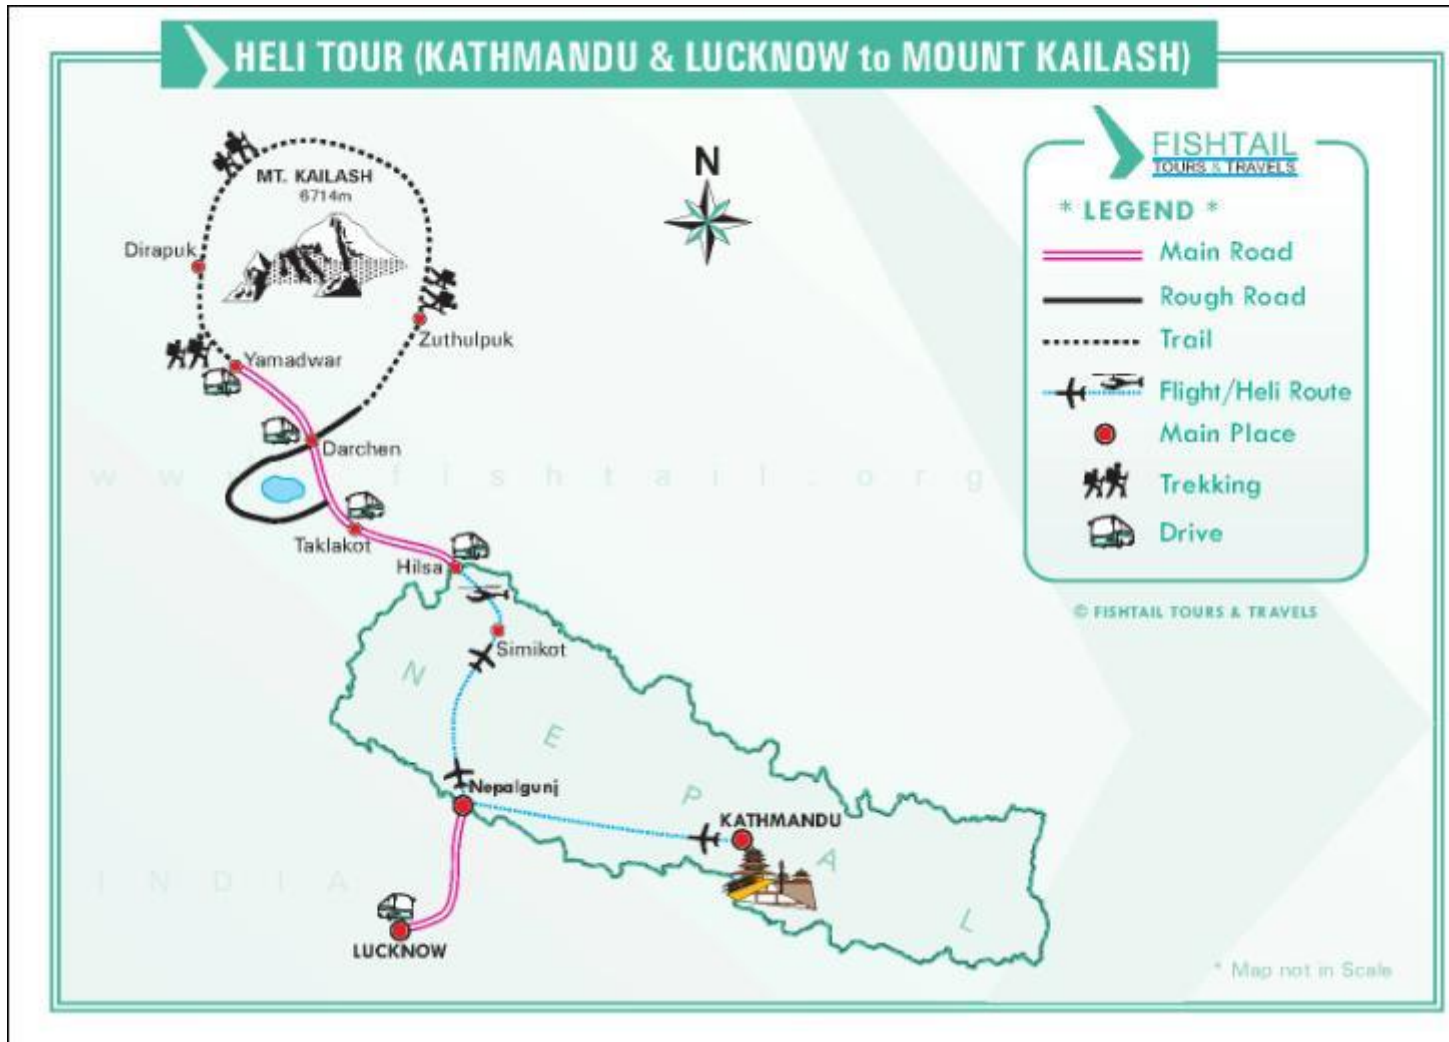 HELI TOUR (KATHMANDU & LUCKNOW to MOUNT KAILASH)
MT. KAILASH
6714m
Dirapuk
Zuthulpuk
Yamadwar
Darchen
Taklakot
Hilsa
Simikot
Nepalgunj
KATHMANDU
LUCKNOW
N E P A L
I N D I A
N
FISHTAIL
TOURS & TRAVELS
* LEGEND *
Main Road
Rough Road
Trail
Flight/Heli Route
Main Place
Trekking
Drive
© FISHTAIL TOURS & TRAVELS
* Map not in Scale